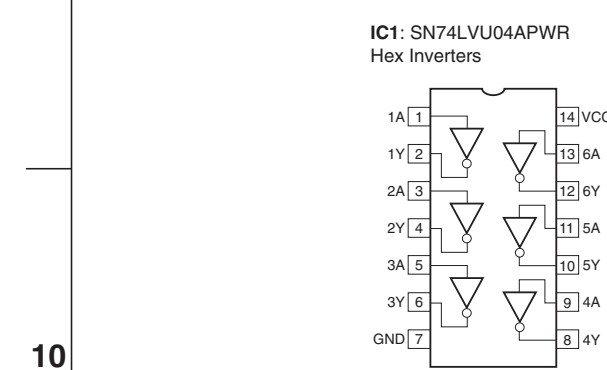 IC1: SN74LVU04APWR
Hex Inverters
1A 1 14 VCC
1Y 2 13 6A
2A 3 12 6Y
2Y 4 11 5A
3A 5 10 5Y
3Y 6 9 4A
GND 7 8 4Y
10